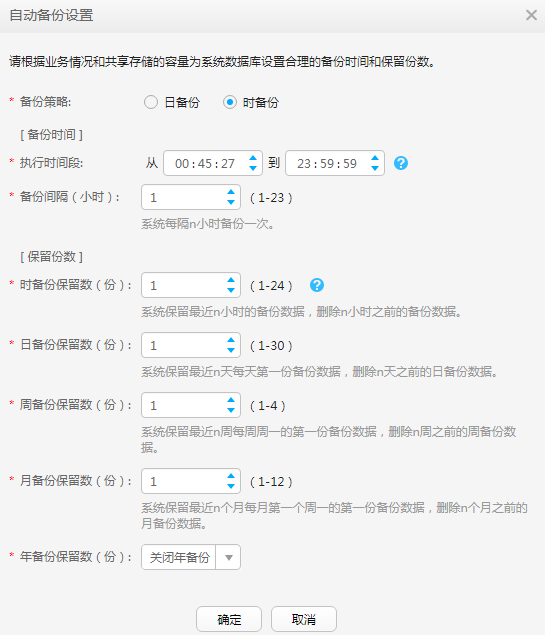 自动备份设置
请根据业务情况和共享存储的容量为系统数据库设置合理的备份时间和保留份数。
* 备份策略: 日备份 时备份
[ 备份时间 ]
* 执行时间段: 从 00:45:27 到 23:59:59 ?
* 备份间隔（小时）: 1 （1-23）
系统每隔n小时备份一次。
[ 保留份数 ]
* 时备份保留数（份）: 1 （1-24） ?
系统保留最近n小时的备份数据，删除n小时之前的备份数据。
* 日备份保留数（份）: 1 （1-30）
系统保留最近n天每天第一份备份数据，删除n天之前的日备份数据。
* 周备份保留数（份）: 1 （1-4）
系统保留最近n周每周周一的第一份备份数据，删除n周之前的周备份数
据。
* 月备份保留数（份）: 1 （1-12）
系统保留最近n个月每月第一个周一的第一份备份数据，删除n个月之前的
月备份数据。
* 年备份保留数（份）: 关闭年备份
确定 取消